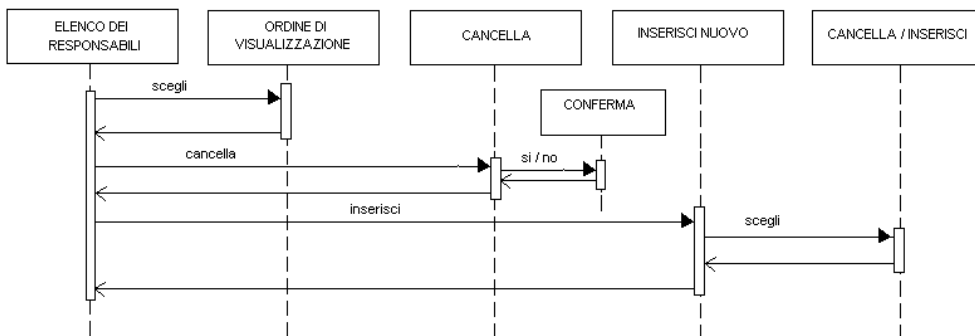 ELENCO DEI
RESPONSABILI
ORDINE DI
VISUALIZZAZIONE
CANCELLA
INSERISCI NUOVO
CANCELLA / INSERISCI
scegli
CONFERMA
cancella
si / no
inserisci
scegli